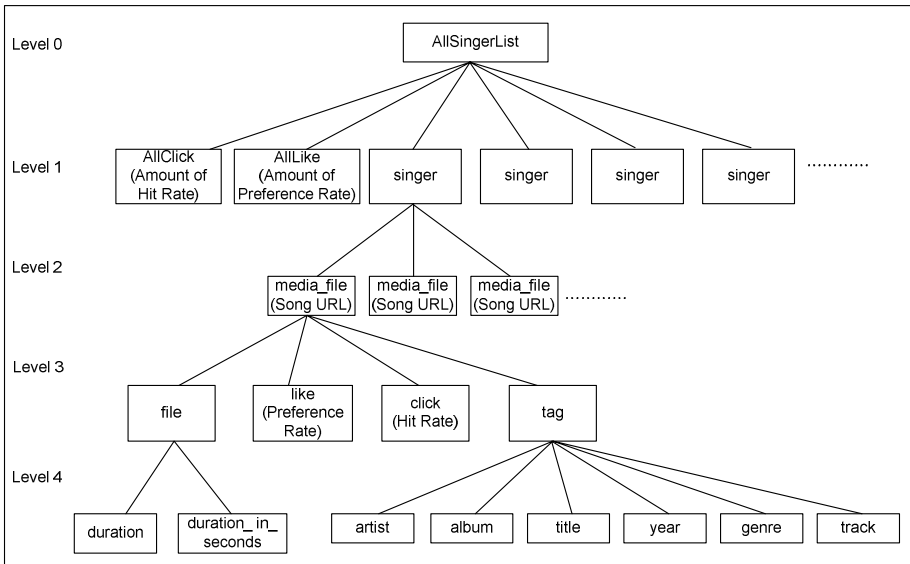 Level 0
AllSingerList
Level 1
AllClick
(Amount of
Hit Rate)
AllLike
(Amount of
Preference Rate)
singer
singer
singer
singer
............
Level 2
media_file
(Song URL)
media_file
(Song URL)
media_file
(Song URL)
............
Level 3
file
like
(Preference
Rate)
click
(Hit Rate)
tag
Level 4
duration
duration_in_
seconds
artist
album
title
year
genre
track